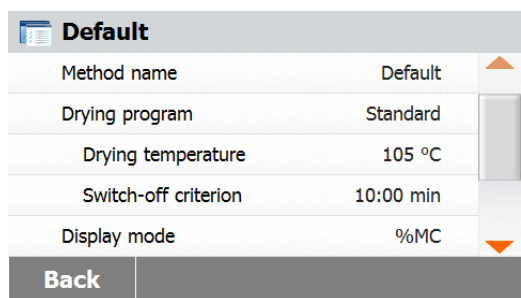 Default
Method name Default
Drying program Standard
Drying temperature 105 ºC
Switch-off criterion 10:00 min
Display mode %MC
Back